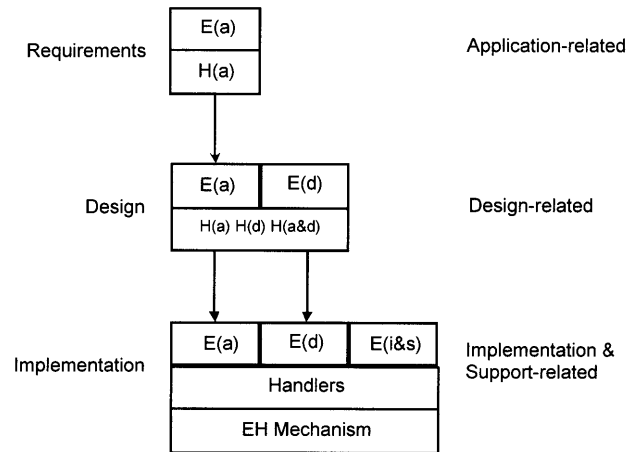 E(a)
Requirements
Application-related
H(a)
E(a) E(d)
Design
Design-related
H(a) H(d) H(a&d)
E(a) E(d) E(i&s)
Implementation
Implementation &
Support-related
Handlers
EH Mechanism